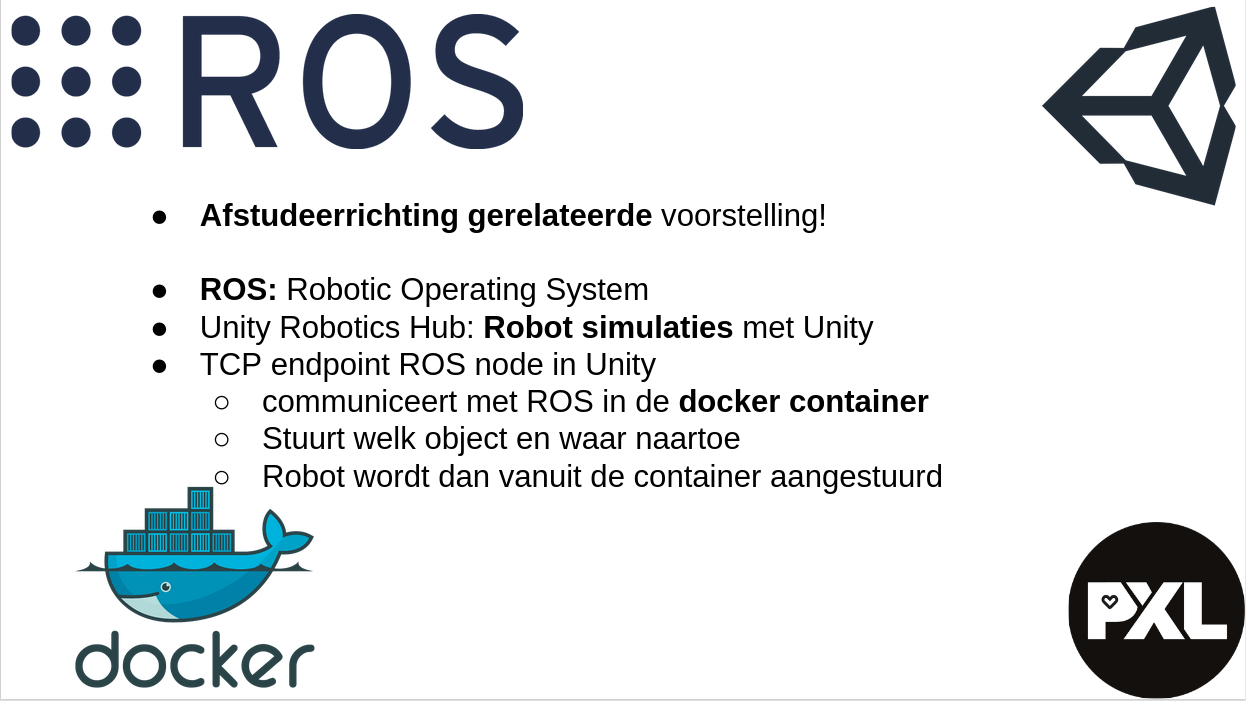 ROS
● Afstudeerrichting gerelateerde voorstelling!
● ROS: Robotic Operating System
● Unity Robotics Hub: Robot simulaties met Unity
● TCP endpoint ROS node in Unity
○ communiceert met ROS in de docker container
○ Stuurt welk object en waar naartoe
○ Robot wordt dan vanuit de container aangestuurd
docker
PXL